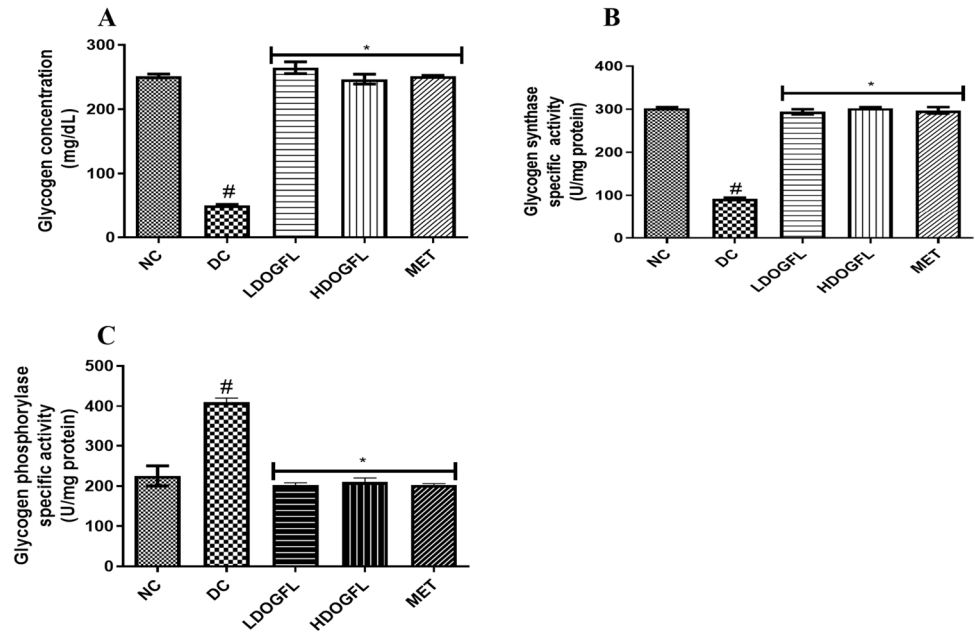 A
Glycogen concentration
(mg/dL)
300
200
100
0
#
*
NC
DC
LDOGFL
HDOGFL
MET
B
Glycogen synthase
specific activity
(U/mg protein)
400
300
200
100
0
#
*
NC
DC
LDOGFL
HDOGFL
MET
C
Glycogen phosphorylase
specific activity
(U/mg protein)
500
400
300
200
100
0
#
*
NC
DC
LDOGFL
HDOGFL
MET